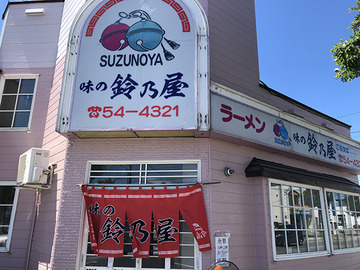 SUZUNOYA
味の 鈴乃屋
☎54-4321
ラーメン
SUZUNOYA
味の 鈴乃屋
味の
鈴乃屋